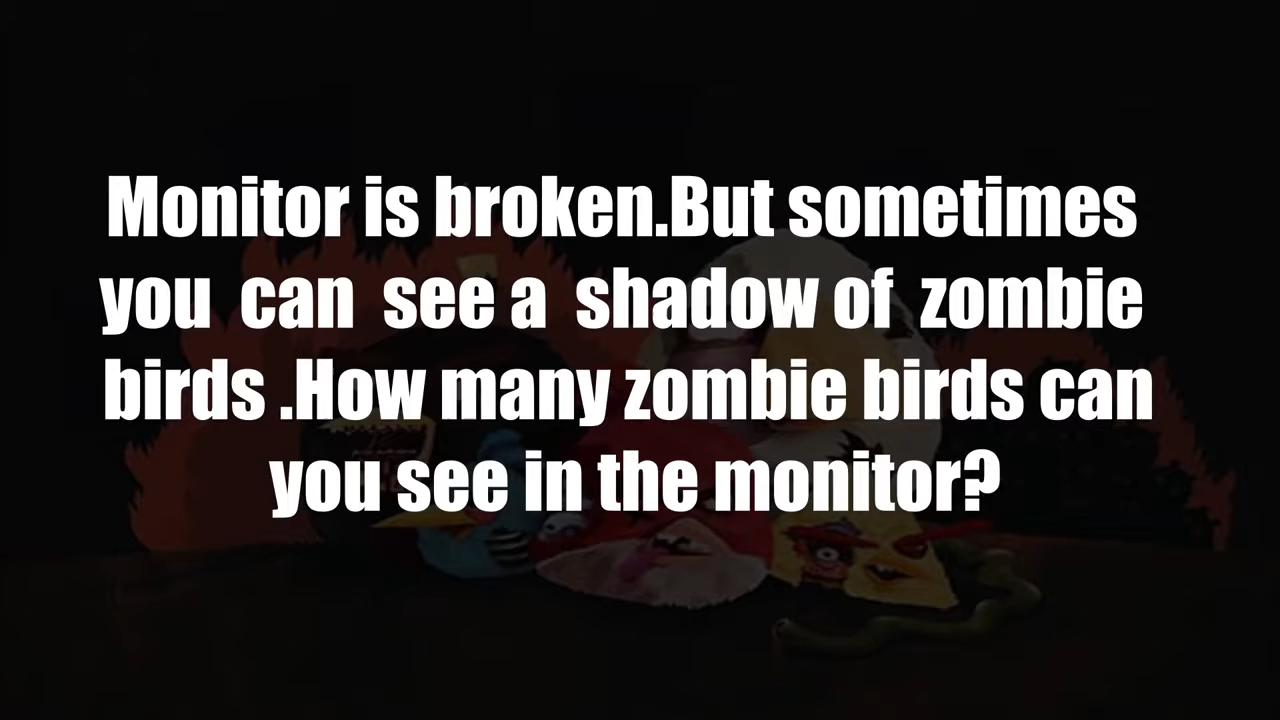 Monitor is broken.But sometimes
you can see a shadow of zombie
birds .How many zombie birds can
you see in the monitor?